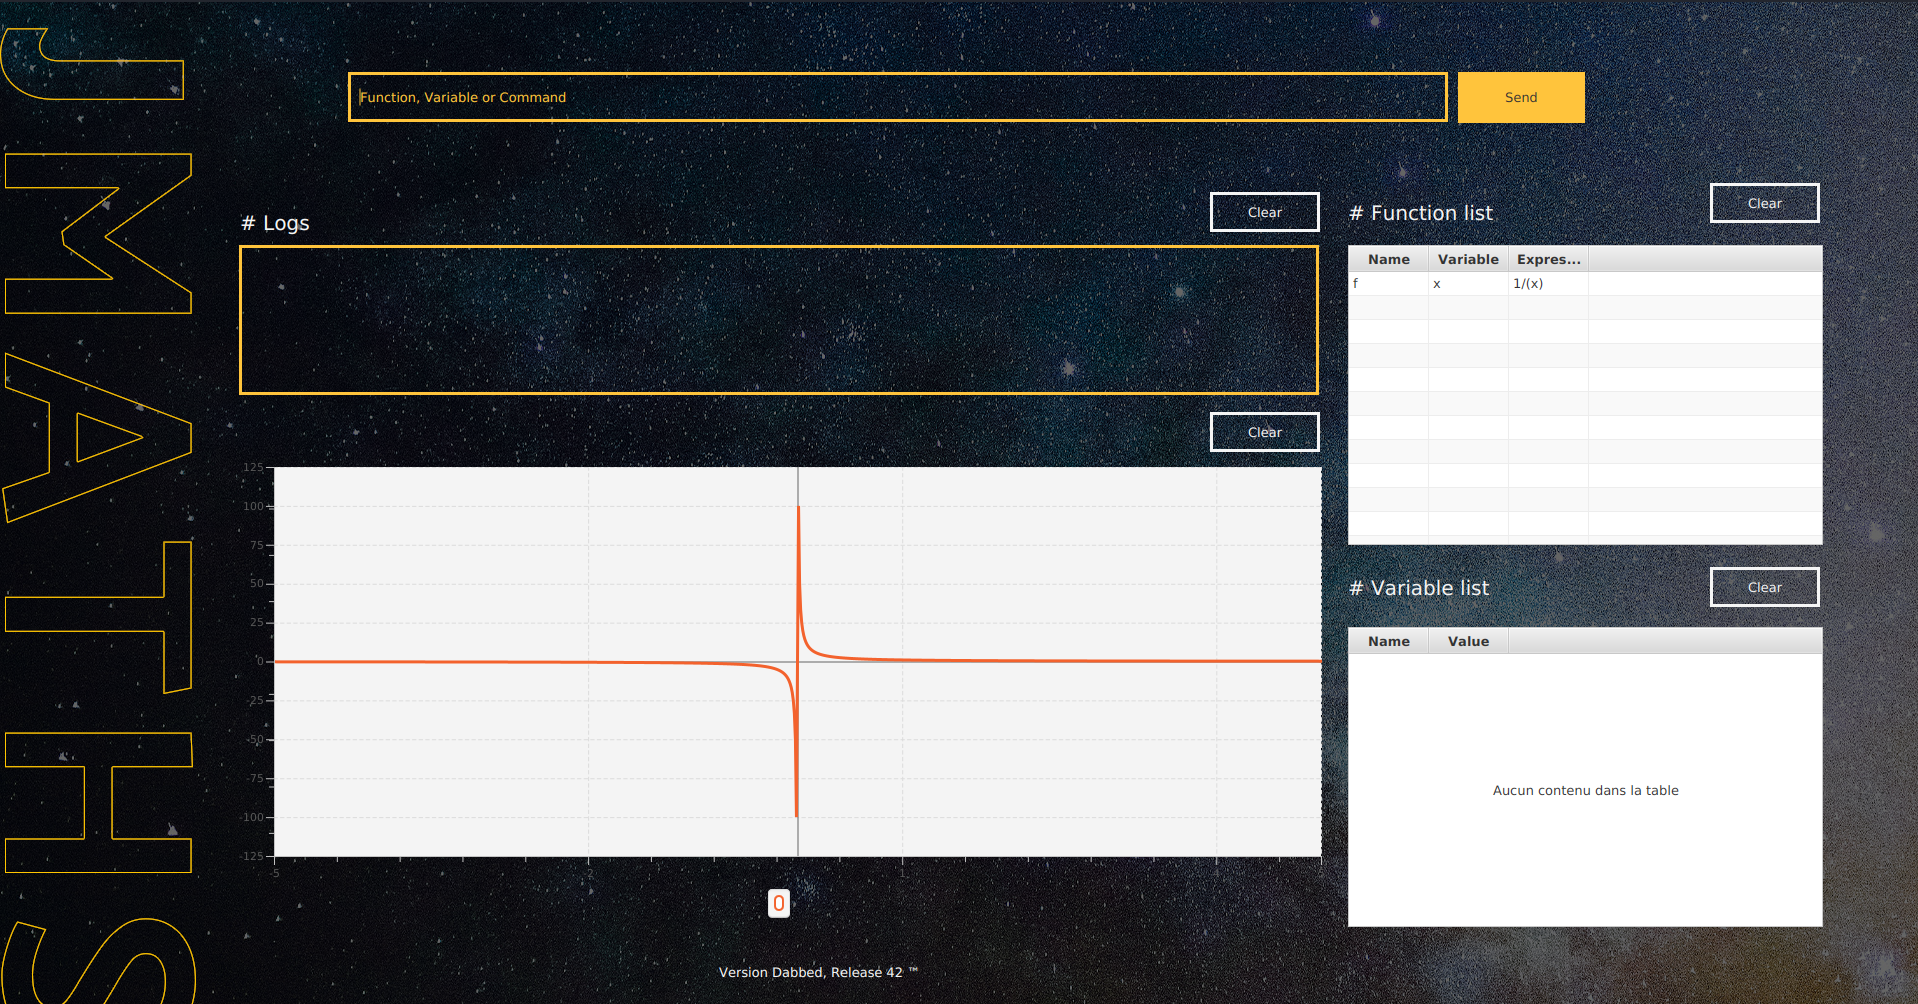 JMATHS
Function, Variable or Command
Send
# Logs
Clear
# Function list
Clear
Name Variable Expres...
f x 1/(x)
Clear
125
100
75
50
25
0
-25
-50
-75
-100
-125
-5 -2 1
0
# Variable list
Clear
Name Value
Aucun contenu dans la table
Version Dabbed, Release 42 ™